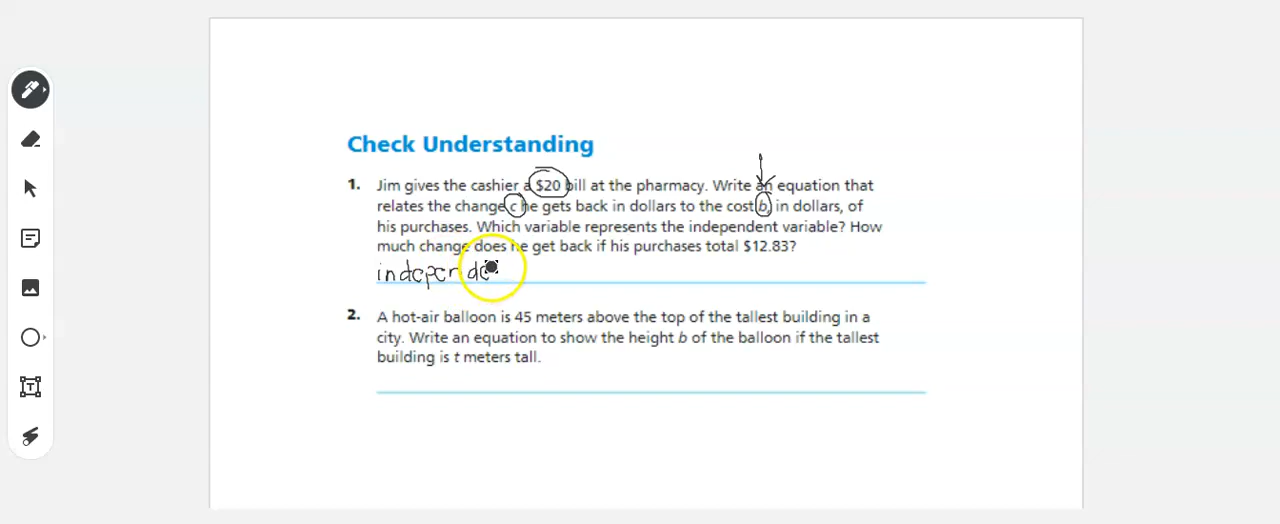 Check Understanding
1. Jim gives the cashier a $20 bill at the pharmacy. Write an equation that
relates the change c he gets back in dollars to the cost b, in dollars, of
his purchases. Which variable represents the independent variable? How
much change does he get back if his purchases total $12.83?
independe
2. A hot-air balloon is 45 meters above the top of the tallest building in a
city. Write an equation to show the height b of the balloon if the tallest
building is t meters tall.